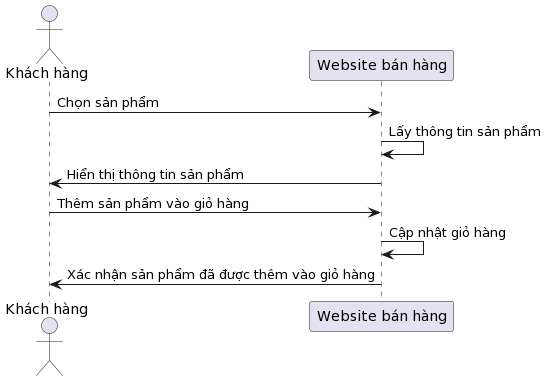 Khách hàng
Website bán hàng
Chọn sản phẩm
Lấy thông tin sản phẩm
Hiển thị thông tin sản phẩm
Thêm sản phẩm vào giỏ hàng
Cập nhật giỏ hàng
Xác nhận sản phẩm đã được thêm vào giỏ hàng
Khách hàng
Website bán hàng